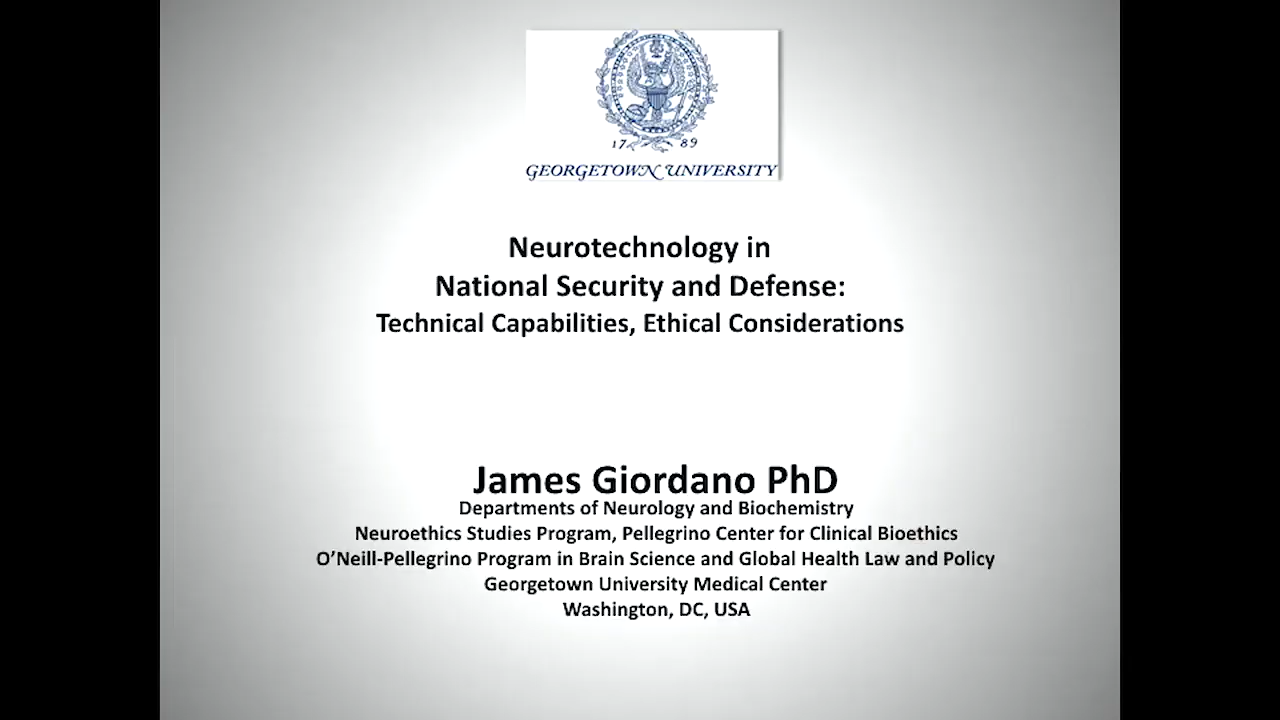 17 89
GEORGETOWN UNIVERSITY
Neurotechnology in
National Security and Defense:
Technical Capabilities, Ethical Considerations
James Giordano PhD
Departments of Neurology and Biochemistry
Neuroethics Studies Program, Pellegrino Center for Clinical Bioethics
O’Neill-Pellegrino Program in Brain Science and Global Health Law and Policy
Georgetown University Medical Center
Washington, DC, USA